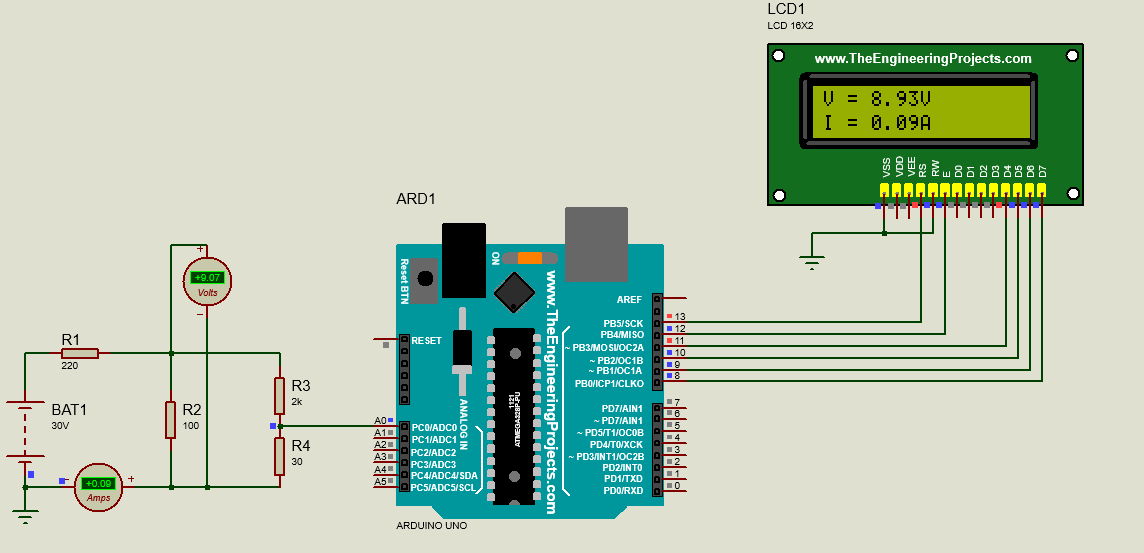 LCD1
LCD 16X2
www.TheEngineeringProjects.com
V = 8.93V
I = 0.09A
VSS VDD VEE RS RW E D0 D1 D2 D3 D4 D5 D6 D7
ARD1
Reset BTN
ON
www.TheEngineeringProjects.com
AREF
PB5/SCK 13
PB4/MISO 12
~ PB3/MOSI/OC2A 11
~ PB2/OC1B 10
~ PB1/OC1A 9
PB0/ICP1/CLKO 8
RESET
1121
ATMEGA328P-PU
ANALOG IN
PD7/AIN1 7
~ PD7/AIN1 6
~ PD5/T1/OC0B 5
PD4/T0/XCK 4
~ PD3/INT1/OC2B 3
PD2/INT0 2
PD1/TXD 1
PD0/RXD 0
A0 PC0/ADC0
A1 PC1/ADC1
A2 PC2/ADC2
A3 PC3/ADC3
A4 PC4/ADC4/SDA
A5 PC5/ADC5/SCL
ARDUINO UNO
+
+9.07
Volts
−
R1
220
R3
2k
R2
100
BAT1
30V
R4
30
− +
+0.09
Amps